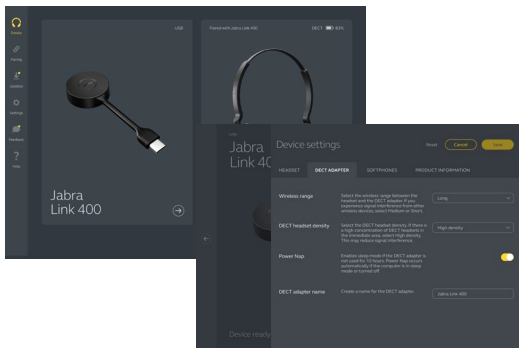 Device
Pairing
Updates
Settings
Feedback
Help
USB
Paired with Jabra Link 400
DECT
83%
Jabra
Link 400
Jabra
Link 40
Device ready
Device settings
Reset
Cancel
Save
HEADSET
DECT ADAPTER
SOFTPHONES
PRODUCT INFORMATION
Wireless range
Select the wireless range between the
headset and the DECT adapter. If you
experience signal interference from other
wireless devices, select Medium or Short.
Long
DECT headset density
Select the DECT headset density. If there is
a high concentration of DECT headsets in
the immediate area, select High density.
This may reduce signal interference.
High density
Power Nap
Enables sleep mode if the DECT adapter is
not used for 10 hours. Power Nap occurs
automatically if the computer is in sleep
mode or turned off.
DECT adapter name
Create a name for the DECT adapter.
Jabra Link 400